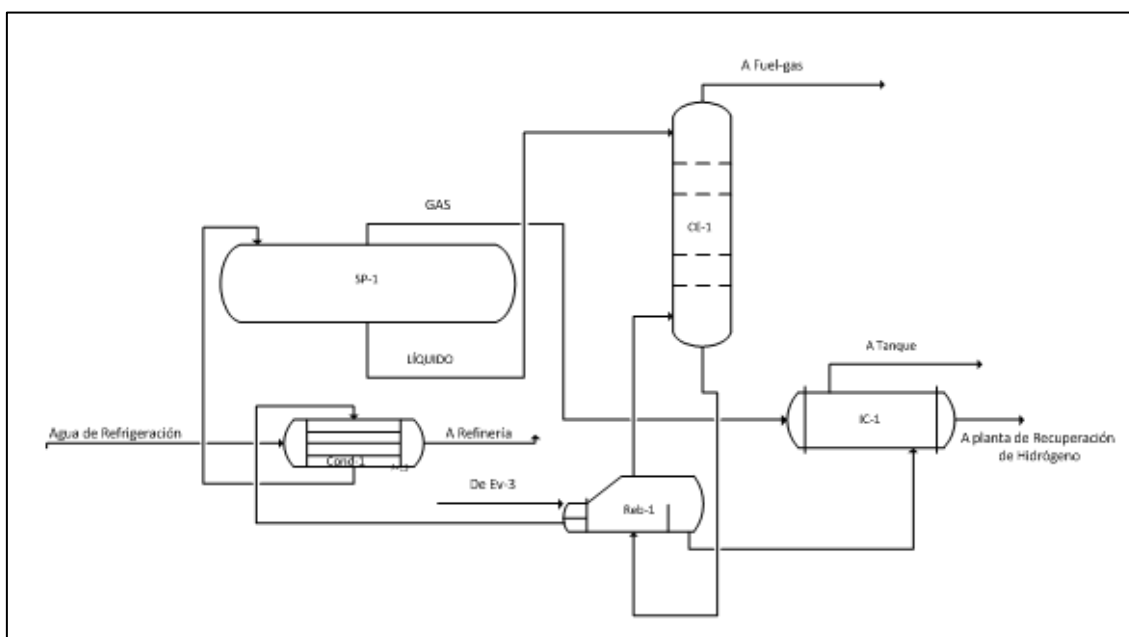 A Fuel-gas
GAS
CE-1
SP-1
LÍQUIDO
A Tanque
Agua de Refrigeración
A Refinería
IC-1
Cond-1
A planta de Recuperación
de Hidrógeno
De Ev-3
Reb-1